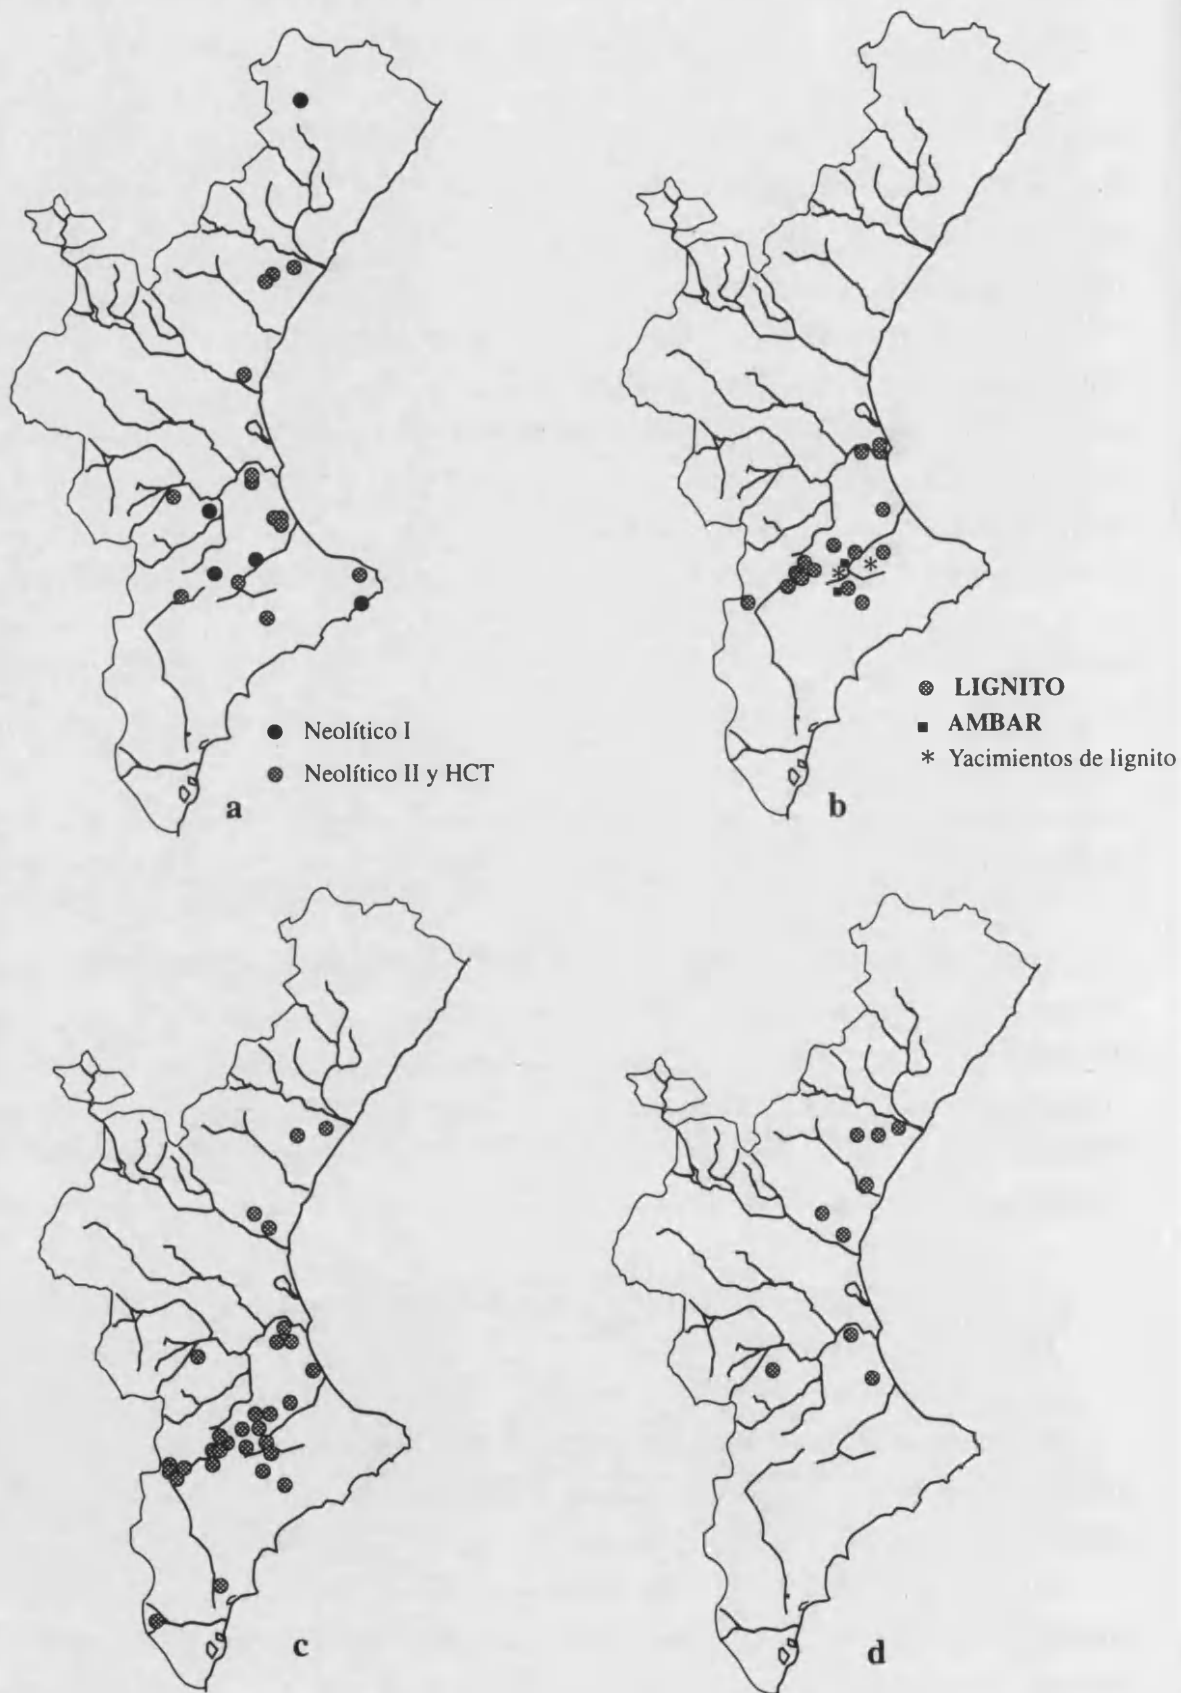 Neolítico I
Neolítico II y HCT
a
LIGNITO
AMBAR
Yacimientos de lignito
b
c
d